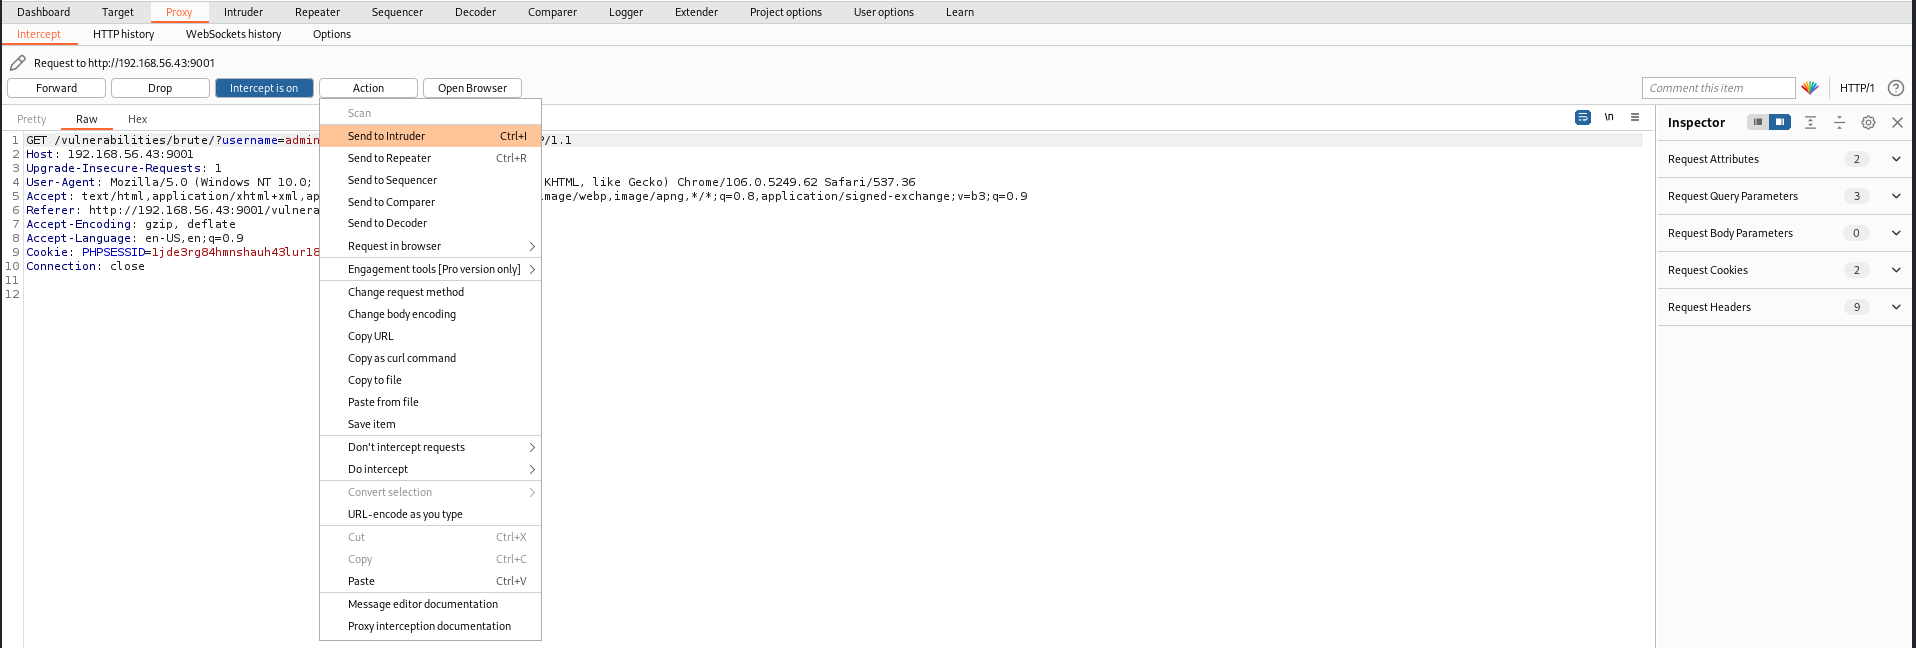 Dashboard Target Proxy Intruder Repeater Sequencer Decoder Comparer Logger Extender Project options User options Learn
Intercept HTTP history WebSockets history Options
Request to http://192.168.56.43:9001
Forward Drop Intercept is on Action Open Browser Comment this item HTTP/1 ?
Pretty Raw Hex \n
1 GET /vulnerabilities/brute/?username=admin /1.1
2 Host: 192.168.56.43:9001
3 Upgrade-Insecure-Requests: 1
4 User-Agent: Mozilla/5.0 (Windows NT 10.0; KHTML, like Gecko) Chrome/106.0.5249.62 Safari/537.36
5 Accept: text/html,application/xhtml+xml,ap mage/webp,image/apng,*/*;q=0.8,application/signed-exchange;v=b3;q=0.9
6 Referer: http://192.168.56.43:9001/vulnera
7 Accept-Encoding: gzip, deflate
8 Accept-Language: en-US,en;q=0.9
9 Cookie: PHPSESSID=1jde3rg84hmnshauh43lur18
10 Connection: close
11
12
Scan
Send to Intruder Ctrl+I
Send to Repeater Ctrl+R
Send to Sequencer
Send to Comparer
Send to Decoder
Request in browser
Engagement tools [Pro version only]
Change request method
Change body encoding
Copy URL
Copy as curl command
Copy to file
Paste from file
Save item
Don't intercept requests
Do intercept
Convert selection
URL-encode as you type
Cut Ctrl+X
Copy Ctrl+C
Paste Ctrl+V
Message editor documentation
Proxy interception documentation
Inspector
Request Attributes 2
Request Query Parameters 3
Request Body Parameters 0
Request Cookies 2
Request Headers 9